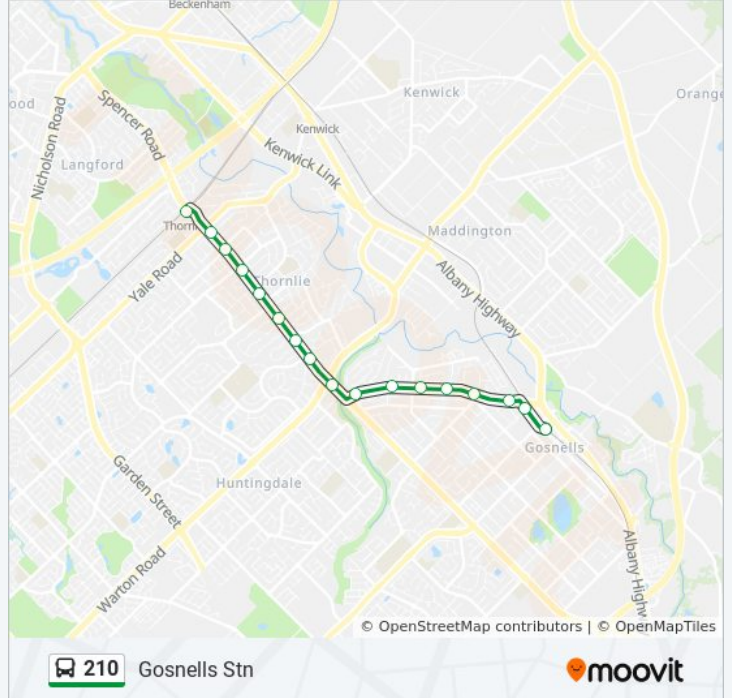 Beckenham
ood
Nicholson Road
Spencer Road
Langford
Kenwick
Kenwick Link
Kenwick
Orange
Thorn
Yale Road
Thornlie
Maddington
Albany Highway
Gosnells
Garden Street
Huntingdale
Warton Road
Albany Highw
© OpenStreetMap contributors | © OpenMapTiles
210 Gosnells Stn
moovit